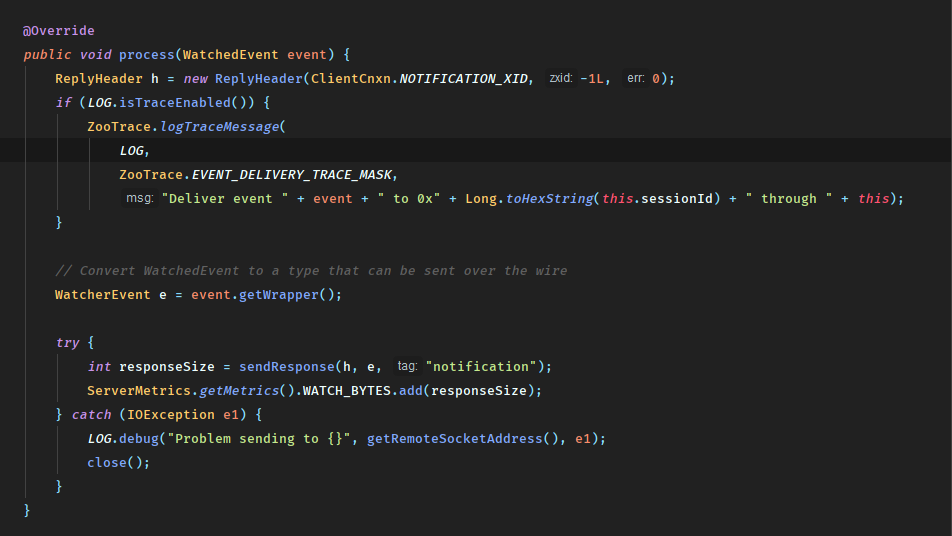 @Override
public void process(WatchedEvent event) {
ReplyHeader h = new ReplyHeader(ClientCnxn.NOTIFICATION_XID, zxid: -1L, err: 0);
if (LOG.isTraceEnabled()) {
ZooTrace.logTraceMessage(
LOG,
ZooTrace.EVENT_DELIVERY_TRACE_MASK,
msg: "Deliver event " + event + " to 0x" + Long.toHexString(this.sessionId) + " through " + this);
}
// Convert WatchedEvent to a type that can be sent over the wire
WatcherEvent e = event.getWrapper();
try {
int responseSize = sendResponse(h, e, tag: "notification");
ServerMetrics.getMetrics().WATCH_BYTES.add(responseSize);
} catch (IOException e1) {
LOG.debug("Problem sending to {}", getRemoteSocketAddress(), e1);
close();
}
}